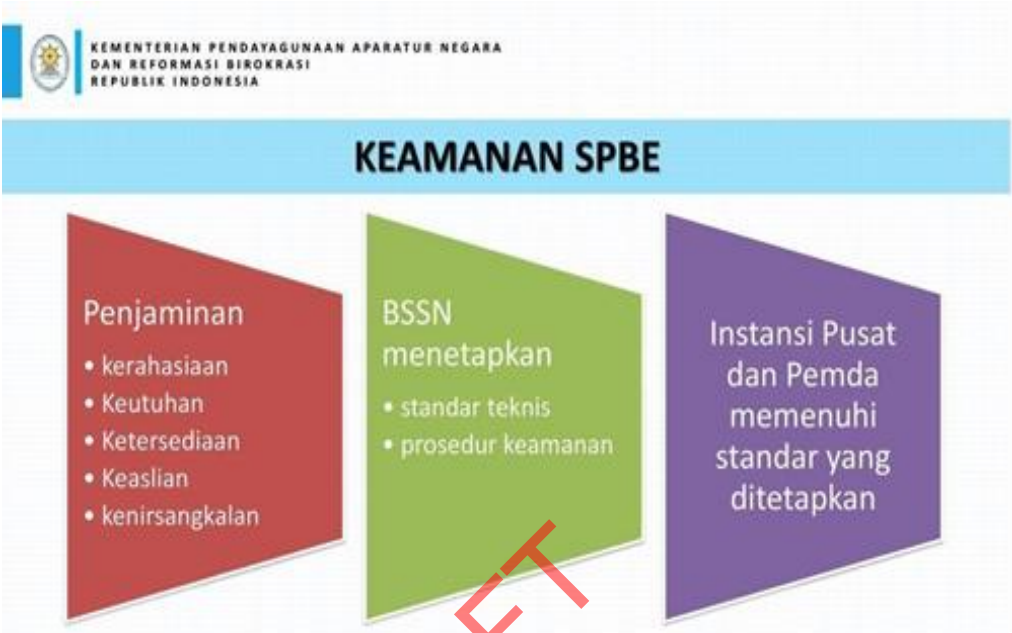 KEMENTERIAN PENDAYAGUNAAN APARATUR NEGARA
DAN REFORMASI BIROKRASI
REPUBLIK INDONESIA
KEAMANAN SPBE
Penjaminan
• kerahasiaan
• Keutuhan
• Ketersediaan
• Keaslian
• kenirsangkalan
BSSN
menetapkan
• standar teknis
• prosedur keamanan
Instansi Pusat
dan Pemda
memenuhi
standar yang
ditetapkan
CT